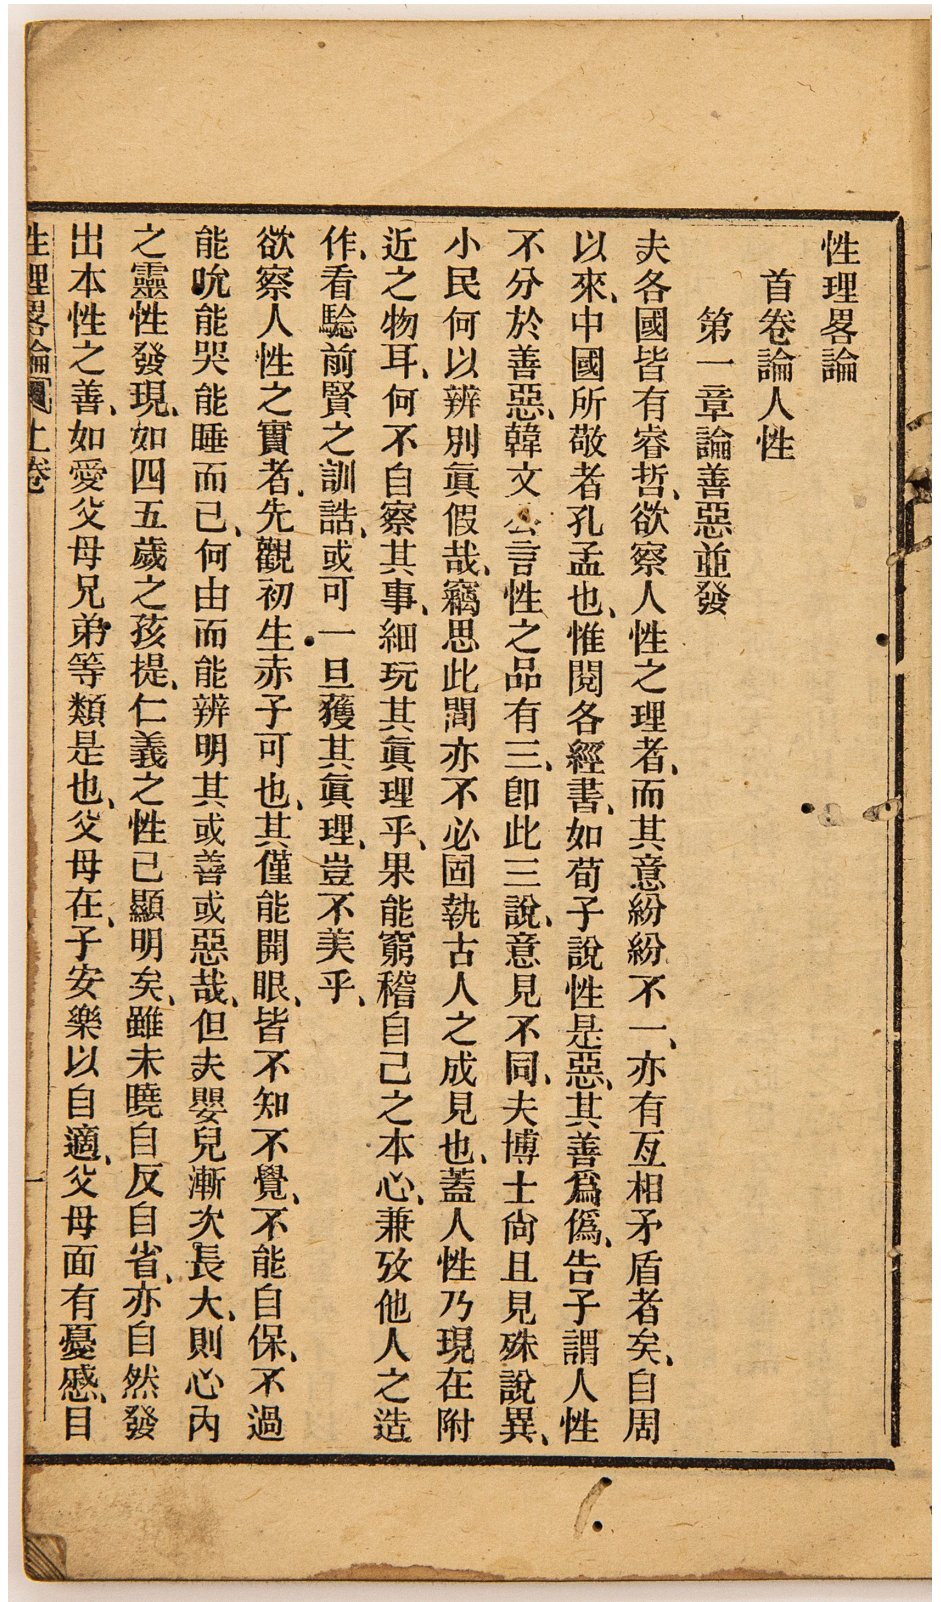 性理畧論
首卷論人性
第一章論善惡並發
夫各國皆有睿哲、欲察人性之理者、而其意紛紛不一、亦有互相矛盾者矣、自周
以來、中國所敬者孔孟也、惟閱各經書、如荀子說性是惡、其善爲僞、告子謂人性
不分於善惡、韓文公言性之品有三、卽此三說、意見不同、夫博士尙且見殊說異、
小民何以辨別眞假哉、竊思此間亦不必固執古人之成見也、蓋人性乃現在附
近之物耳、何不自察其事、細玩其眞理乎、果能窮稽自己之本心、兼攷他人之造
作、看騐前賢之訓誥、或可一旦獲其眞理、豈不美乎、
欲察人性之實者、先觀初生赤子可也、其僅能開眼、皆不知不覺、不能自保、不過
能吮能哭能睡而已、何由而能辨明其或善或惡哉、但夫嬰兒漸次長大、則心內
之靈性發現、如四五歲之孩提、仁義之性已顯明矣、雖未曉自反自省、亦自然發
出本性之善、如愛父母兄弟等類是也、父母在、子安樂以自適、父母面有憂慼、目
性理畧論 上卷 一